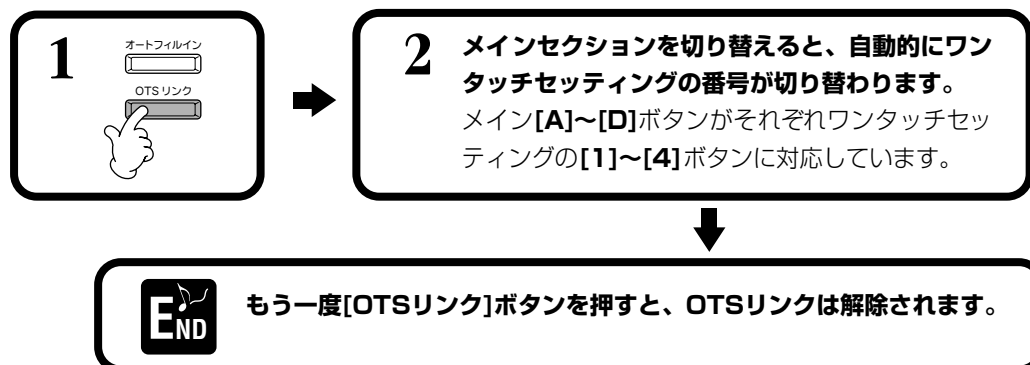 1
オートフィルイン
OTS リンク
2
メインセクションを切り替えると、自動的にワン
タッチセッティングの番号が切り替わります。
メイン[A]～[D]ボタンがそれぞれワンタッチセッ
ティングの[1]～[4]ボタンに対応しています。
END
もう一度[OTSリンク]ボタンを押すと、OTSリンクは解除されます。